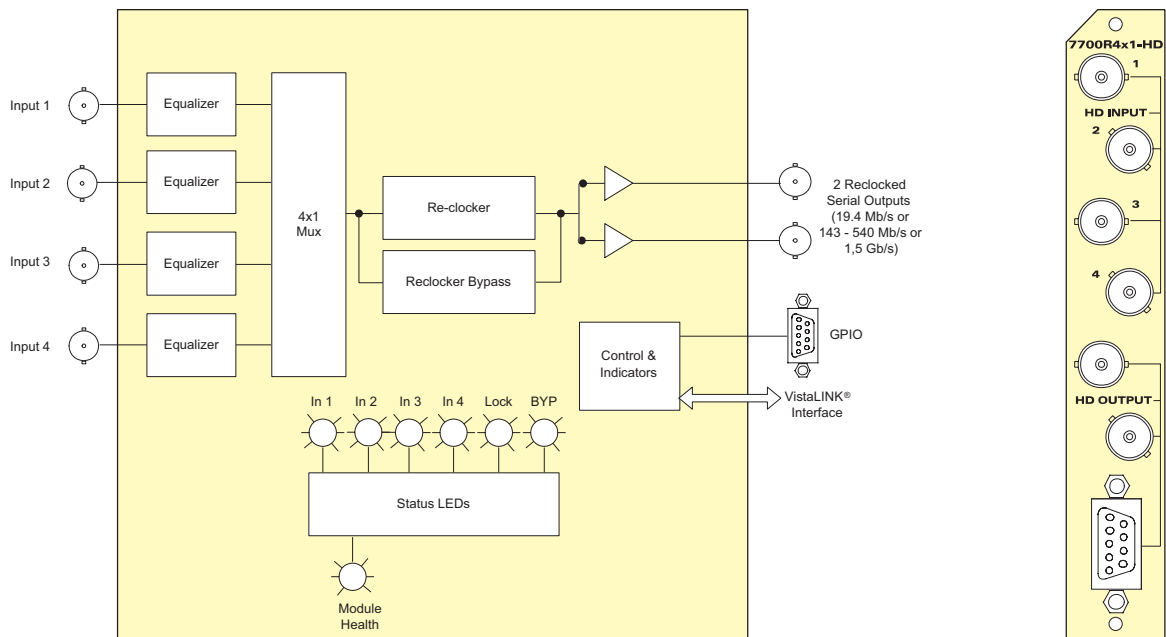 Input 1
Equalizer
Input 2
Equalizer
Input 3
Equalizer
Input 4
Equalizer
4x1
Mux
Re-clocker
Reclocker Bypass
2 Reclocked
Serial Outputs
(19.4 Mb/s or
143 - 540 Mb/s or
1,5 Gb/s)
Control &
Indicators
GPIO
VistaLINK®
Interface
In 1
In 2
In 3
In 4
Lock
BYP
Status LEDs
Module
Health
7700R4x1-HD
1
HD INPUT
2
3
4
HD OUTPUT